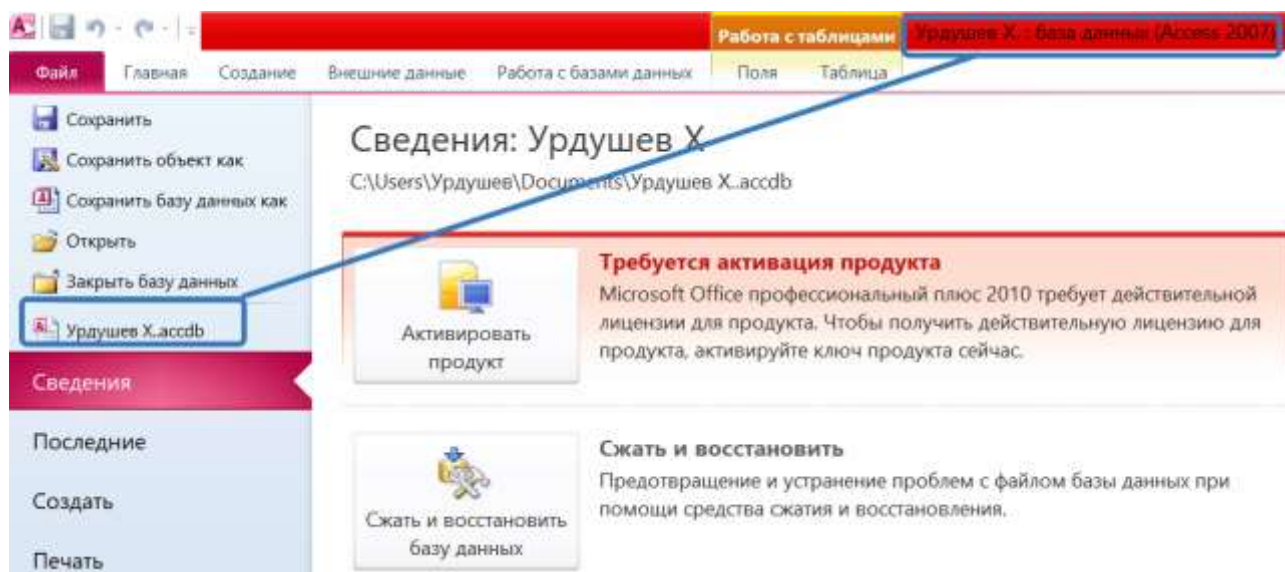 Работа с таблицами
Урдушев X. : база данных (Access 2007)
Файл
Главная
Создание
Внешние данные
Работа с базами данных
Поля
Таблица
Сохранить
Сохранить объект как
Сохранить базу данных как
Открыть
Закрыть базу данных
Урдушев X.accdb
Сведения
Последние
Создать
Печать
Сведения: Урдушев X
C:\Users\Урдушев\Documents\Урдушев X..accdb
Активировать
продукт
Требуется активация продукта
Microsoft Office профессиональный плюс 2010 требует действительной
лицензии для продукта. Чтобы получить действительную лицензию для
продукта, активируйте ключ продукта сейчас.
Сжать и восстановить
базу данных
Сжать и восстановить
Предотвращение и устранение проблем с файлом базы данных при
помощи средства сжатия и восстановления.